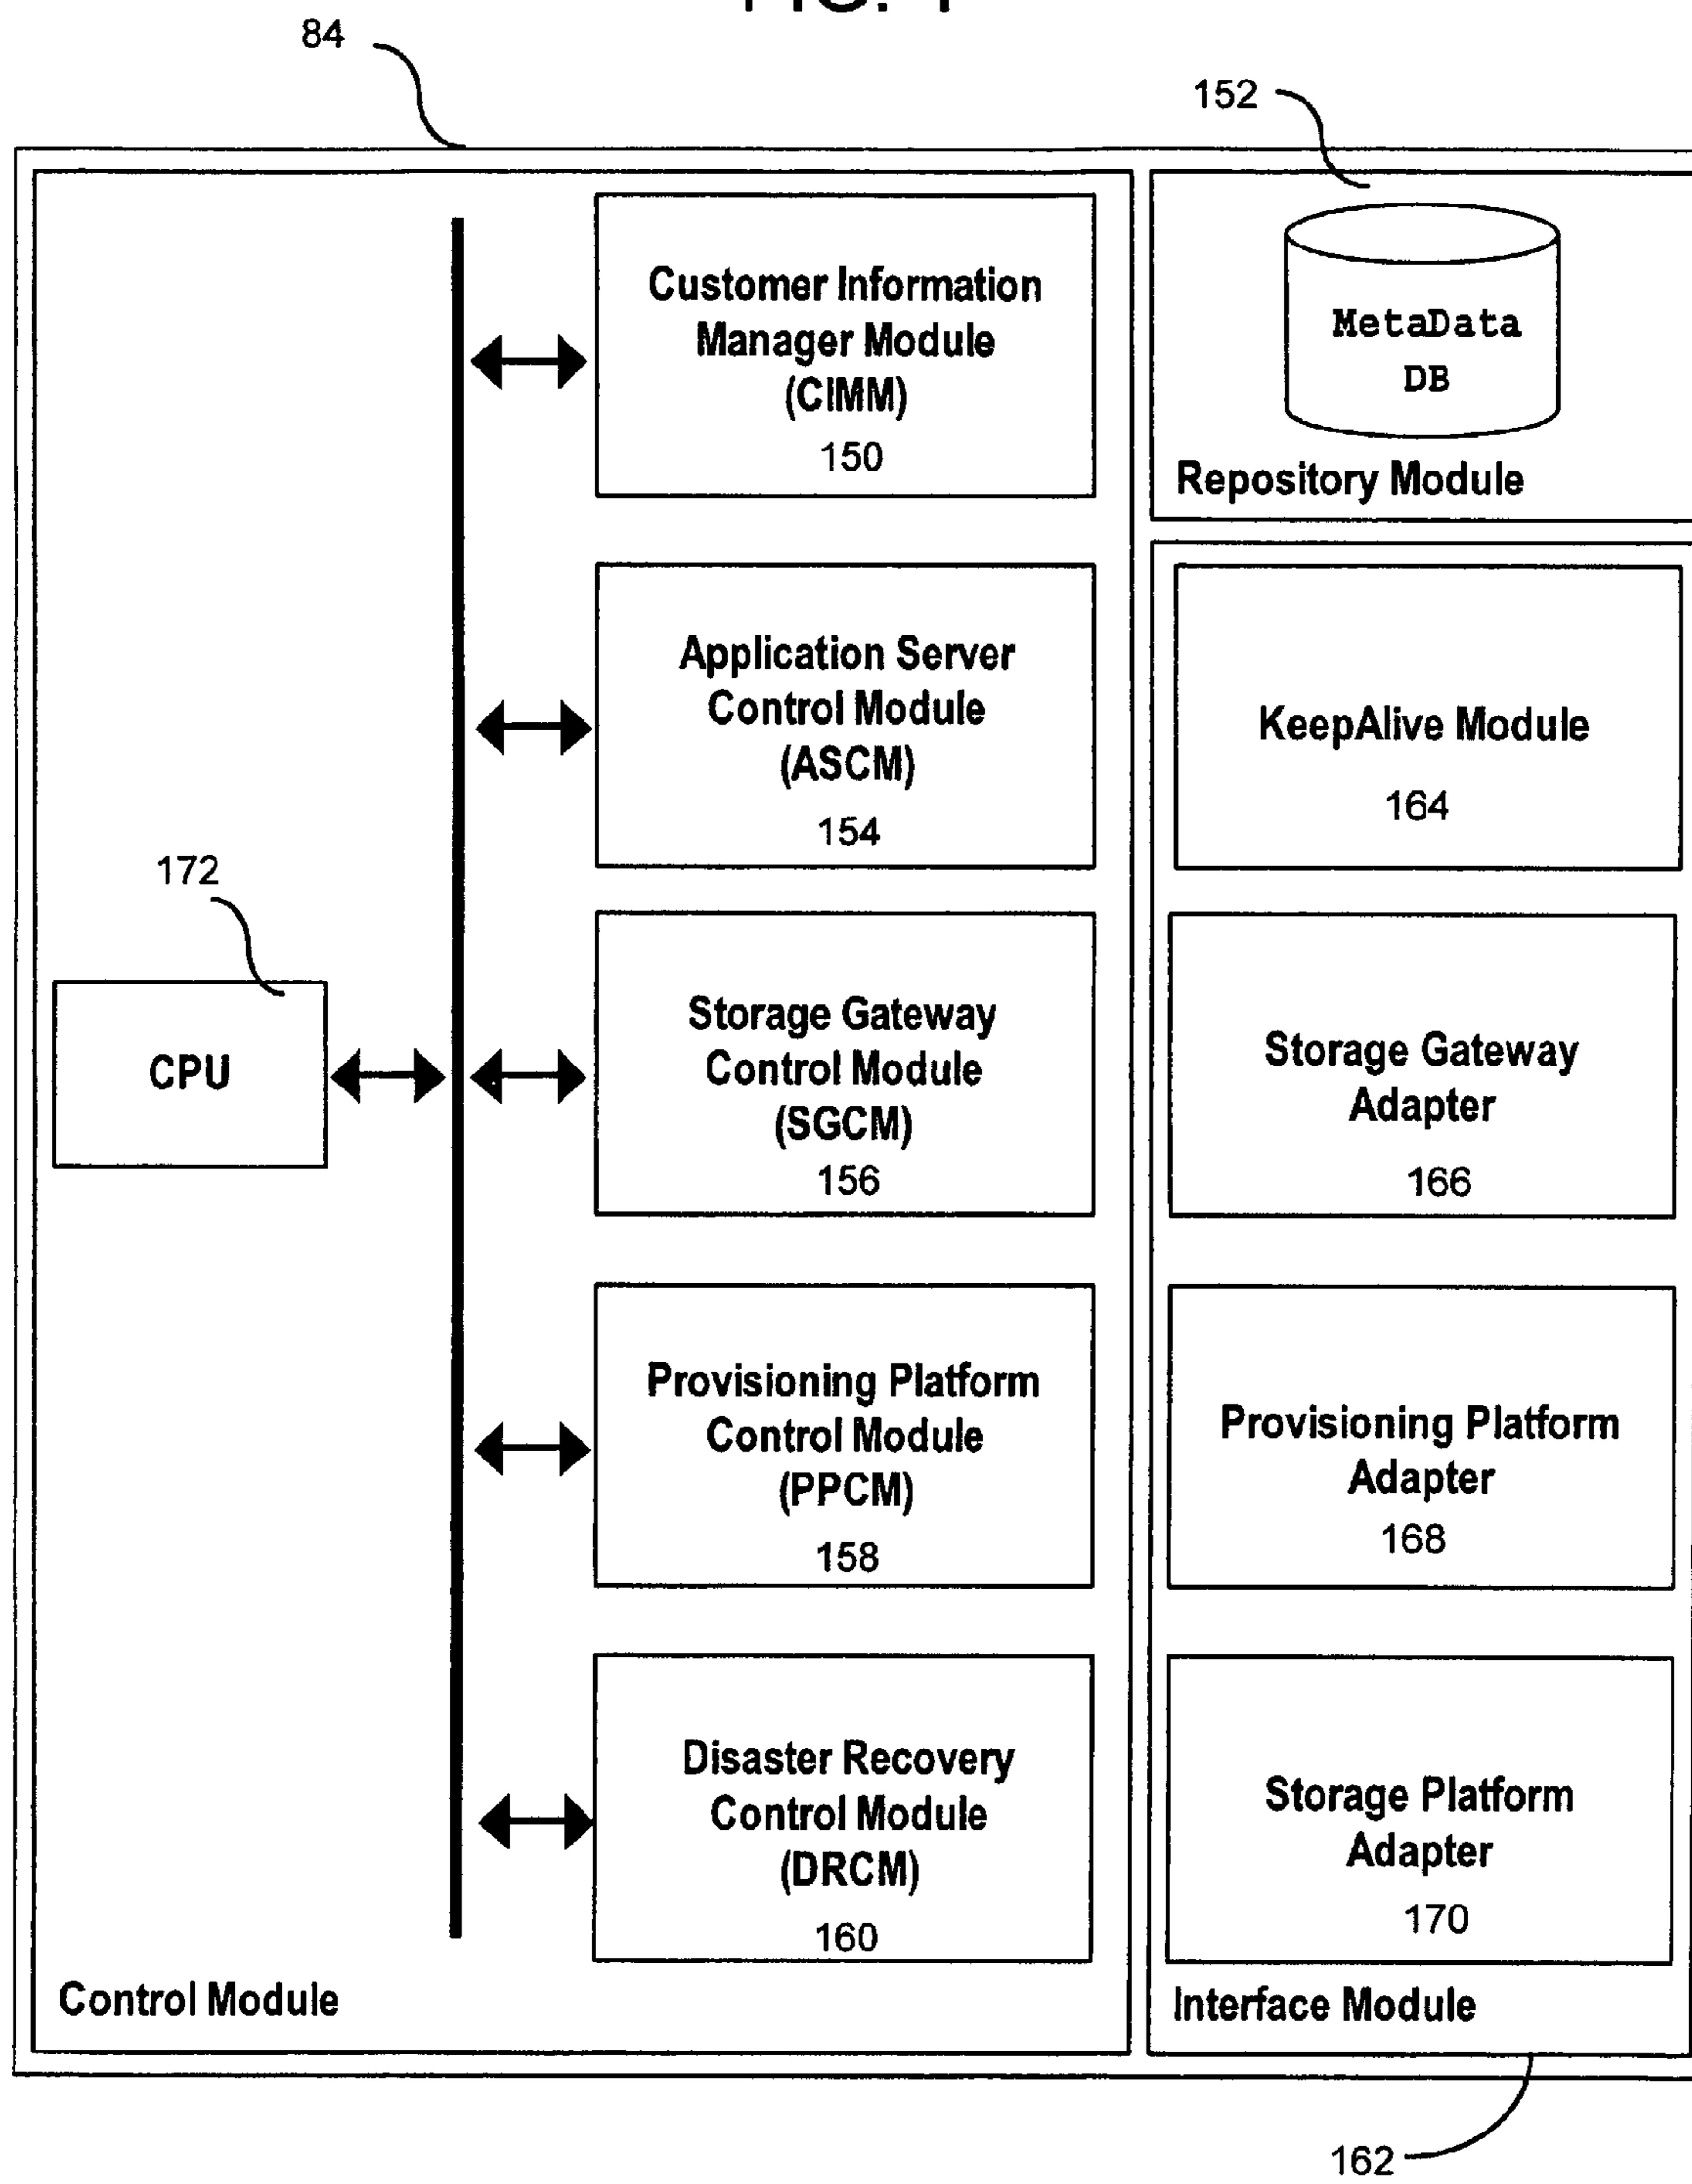 84
152
Customer Information
Manager Module
(CIMM)
150
MetaData
DB
Repository Module
Application Server
Control Module
(ASCM)
154
KeepAlive Module
164
172
CPU
Storage Gateway
Control Module
(SGCM)
156
Storage Gateway
Adapter
166
Provisioning Platform
Control Module
(PPCM)
158
Provisioning Platform
Adapter
168
Disaster Recovery
Control Module
(DRCM)
160
Storage Platform
Adapter
170
Control Module
Interface Module
162